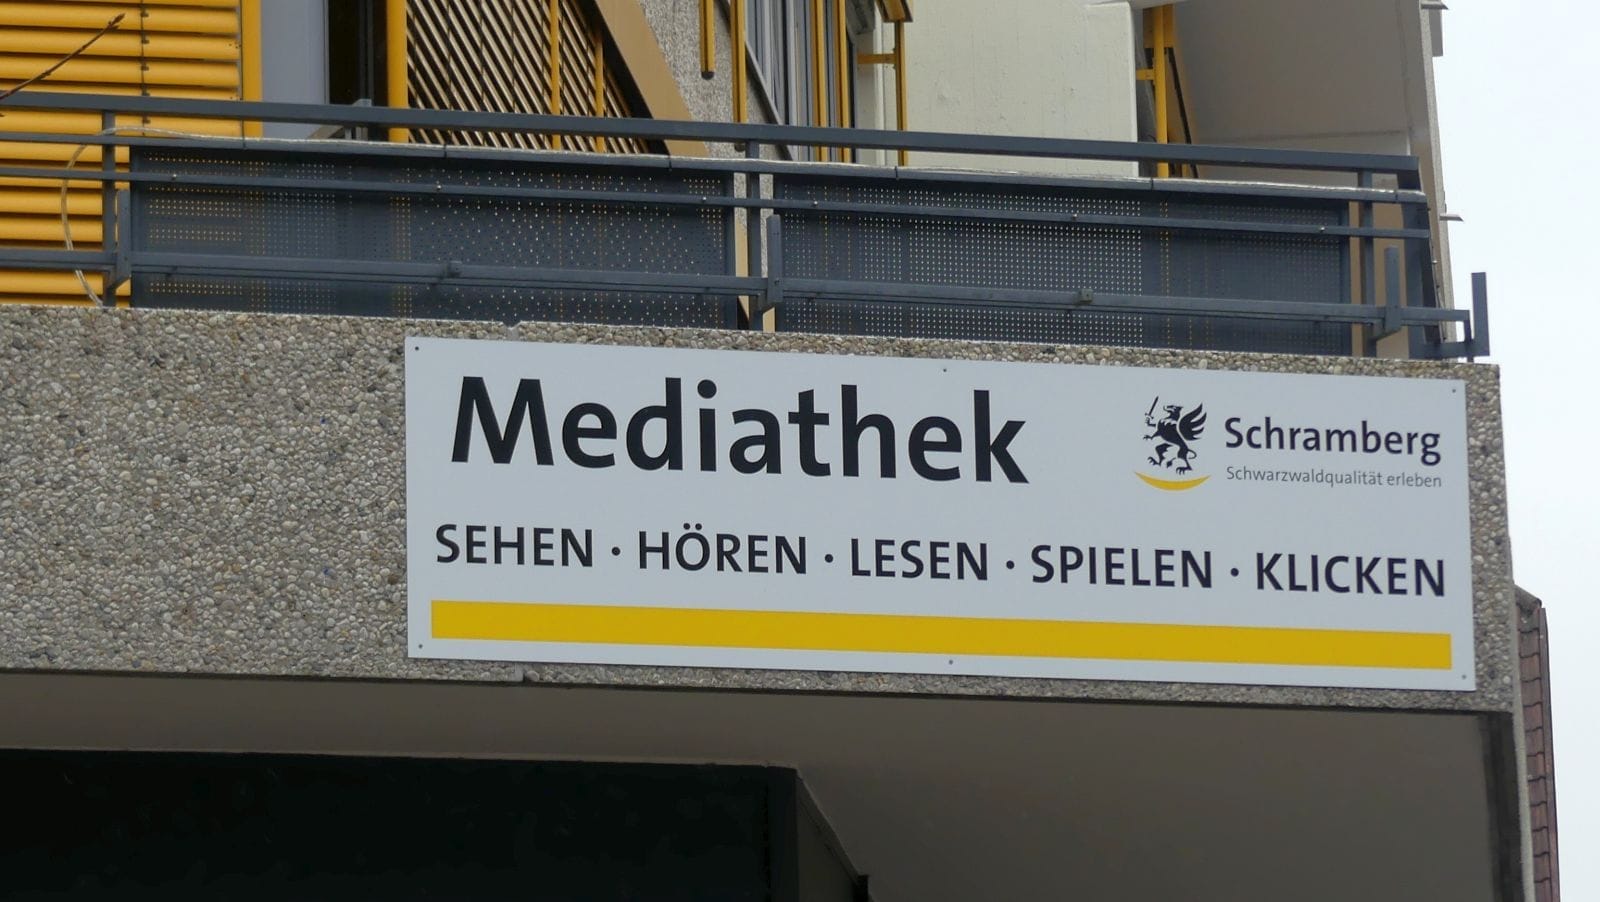 Mediathek
Schramberg
Schwarzwaldqualität erleben
SEHEN · HÖREN · LESEN · SPIELEN · KLICKEN